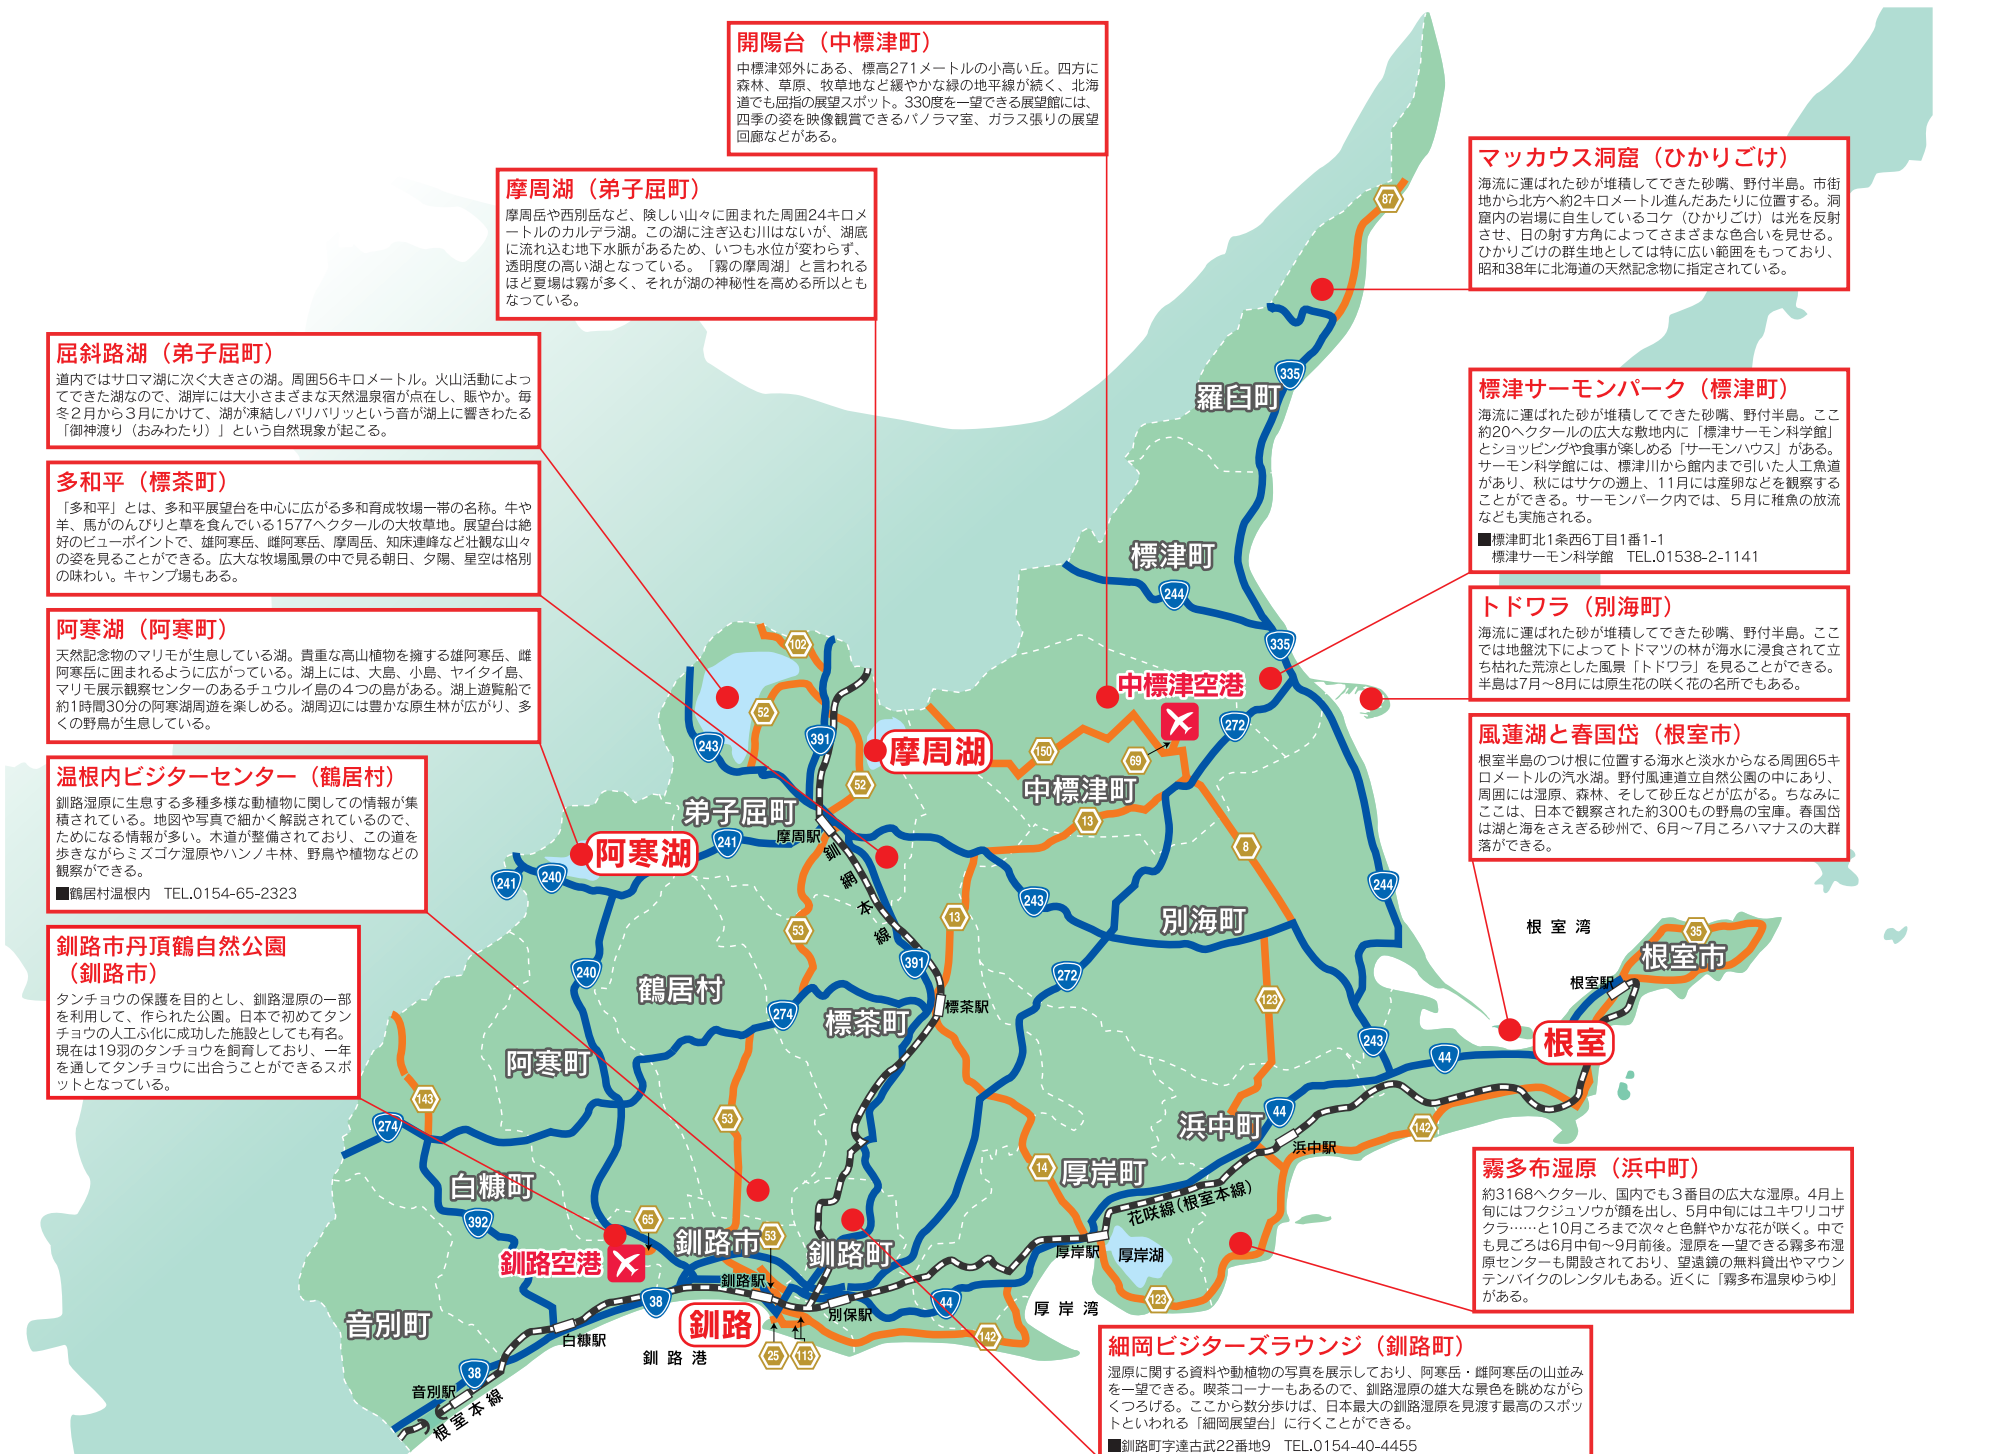 開陽台（中標津町）
中標津郊外にある、標高271メートルの小高い丘。四方に
森林、草原、牧草地など緩やかな緑の地平線が続く、北海
道でも屈指の展望スポット。330度を一望できる展望館には、
四季の姿を映像観賞できるパノラマ室、ガラス張りの展望
回廊などがある。
マッカウス洞窟（ひかりごけ）
海流に運ばれた砂が堆積してできた砂嘴、野付半島。市街
地から北方へ約2キロメートル進んだあたりに位置する。洞
窟内の岩場に自生しているコケ（ひかりごけ）は光を反射
させ、日の射す方角によってさまざまな色合いを見せる。
ひかりごけの群生地としては特に広い範囲をもっており、
昭和38年に北海道の天然記念物に指定されている。
摩周湖（弟子屈町）
摩周岳や西別岳など、険しい山々に囲まれた周囲24キロメ
ートルのカルデラ湖。この湖に注ぎ込む川はないが、湖底
に流れ込む地下水脈があるため、いつも水位が変わらず、
透明度の高い湖となっている。「霧の摩周湖」と言われる
ほど夏場は霧が多く、それが湖の神秘性を高める所以とも
なっている。
屈斜路湖（弟子屈町）
道内ではサロマ湖に次ぐ大きさの湖。周囲56キロメートル。火山活動によっ
てできた湖なので、湖岸には大小さまざまな天然温泉宿が点在し、賑やか。毎
冬2月から3月にかけて、湖が凍結しバリバリッという音が湖上に響きわたる
「御神渡り（おみわたり）」という自然現象が起こる。
標津サーモンパーク（標津町）
海流に運ばれた砂が堆積してできた砂嘴、野付半島。ここ
約20ヘクタールの広大な敷地内に「標津サーモン科学館」
とショッピングや食事が楽しめる「サーモンハウス」がある。
サーモン科学館には、標津川から館内まで引いた人工魚道
があり、秋にはサケの遡上、11月には産卵などを観察する
ことができる。サーモンパーク内では、5月に稚魚の放流
なども実施される。
■標津町北1条西6丁目1番1-1
標津サーモン科学館 TEL.01538-2-1141
多和平（標茶町）
「多和平」とは、多和平展望台を中心に広がる多和育成牧場一帯の名称。牛や
羊、馬がのんびりと草を食んでいる1577ヘクタールの大牧草地。展望台は絶
好のビューポイントで、雄阿寒岳、雌阿寒岳、摩周岳、知床連峰など壮観な山々
の姿を見ることができる。広大な牧場風景の中で見る朝日、夕陽、星空は格別
の味わい。キャンプ場もある。
トドワラ（別海町）
海流に運ばれた砂が堆積してできた砂嘴、野付半島。ここ
では地盤沈下によってトドマツの林が海水に浸食されて立
ち枯れた荒涼とした風景「トドワラ」を見ることができる。
半島は7月～8月には原生花の咲く花の名所でもある。
阿寒湖（阿寒町）
天然記念物のマリモが生息している湖。貴重な高山植物を擁する雄阿寒岳、雌
阿寒岳に囲まれるように広がっている。湖上には、大島、小島、ヤイタイ島、
マリモ展示観察センターのあるチュウルイ島の4つの島がある。湖上遊覧船で
約1時間30分の阿寒湖周遊を楽しめる。湖周辺には豊かな原生林が広がり、多
くの野鳥が生息している。
風蓮湖と春国岱（根室市）
根室半島のつけ根に位置する海水と淡水からなる周囲65キ
ロメートルの汽水湖。野付風連道立自然公園の中にあり、
周囲には湿原、森林、そして砂丘などが広がる。ちなみに
ここは、日本で観察された約300もの野鳥の宝庫。春国岱
は湖と海をさえぎる砂州で、6月～7月ころハマナスの大群
落ができる。
温根内ビジターセンター（鶴居村）
釧路湿原に生息する多種多様な動植物に関しての情報が集
積されている。地図や写真で細かく解説されているので、
ためになる情報が多い。木道が整備されており、この道を
歩きながらミズゴケ湿原やハンノキ林、野鳥や植物などの
観察ができる。
■鶴居村温根内 TEL.0154-65-2323
釧路市丹頂鶴自然公園
（釧路市）
タンチョウの保護を目的とし、釧路湿原の一部
を利用して、作られた公園。日本で初めてタン
チョウの人工ふ化に成功した施設としても有名。
現在は19羽のタンチョウを飼育しており、一年
を通してタンチョウに出合うことができるスポ
ットとなっている。
霧多布湿原（浜中町）
約3168ヘクタール、国内でも3番目の広大な湿原。4月上
旬にはフクジュソウが顔を出し、5月中旬にはユキワリコザ
クラ……と10月ころまで次々と色鮮やかな花が咲く。中で
も見ごろは6月中旬～9月前後。湿原を一望できる霧多布湿
原センターも開設されており、望遠鏡の無料貸出やマウン
テンバイクのレンタルもある。近くに「霧多布温泉ゆうゆ」
がある。
細岡ビジターズラウンジ（釧路町）
湿原に関する資料や動植物の写真を展示しており、阿寒岳・雌阿寒岳の山並み
を一望できる。喫茶コーナーもあるので、釧路湿原の雄大な景色を眺めながら
くつろげる。ここから数分歩けば、日本最大の釧路湿原を見渡す最高のスポッ
トといわれる「細岡展望台」に行くことができる。
■釧路町字達古武22番地9 TEL.0154-40-4455
87
335
羅臼町
標津町
244
335
102
中標津空港
52
243
391
272
摩周湖
150
69
52
中標津町
弟子屈町
13
摩周駅
241
8
阿寒湖
釧網本線
241
240
243
244
13
別海町
53
根室湾
35
根室市
391
240
272
鶴居村
根室駅
274
標茶駅
123
標茶町
243
44
根室
阿寒町
143
53
44
浜中町
142
274
浜中駅
14
厚岸町
白糠町
花咲線（根室本線）
392
65
釧路市
53
釧路町
厚岸駅
厚岸湖
釧路空港
釧路駅
38
44
123
別保駅
厚岸湾
釧路
音別町
142
白糠駅
釧路港
25
113
38
音別駅
根室本線